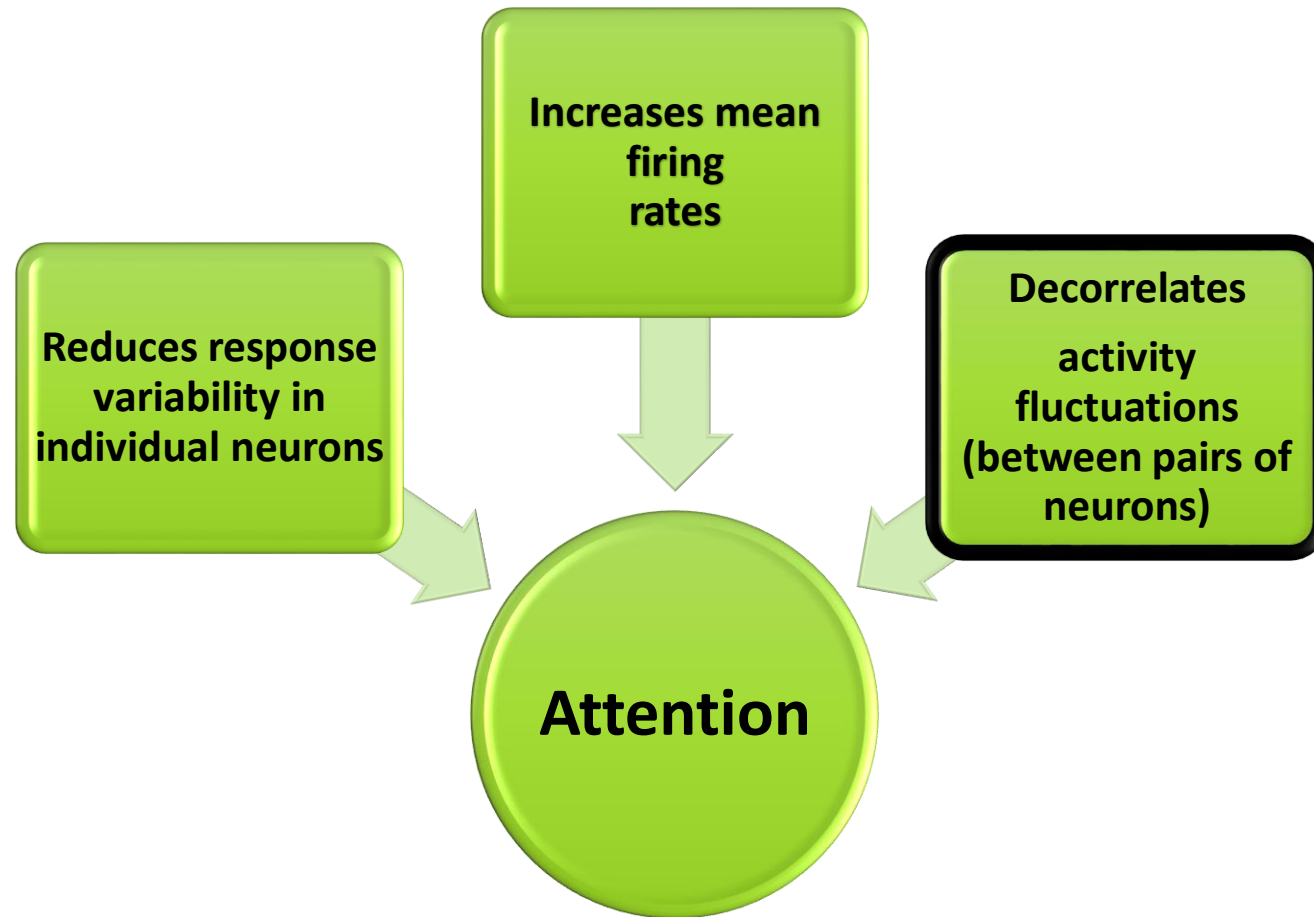 Increases mean
firing
rates
Reduces response
variability in
individual neurons
Decorrelates
activity
fluctuations
(between pairs of
neurons)
Attention